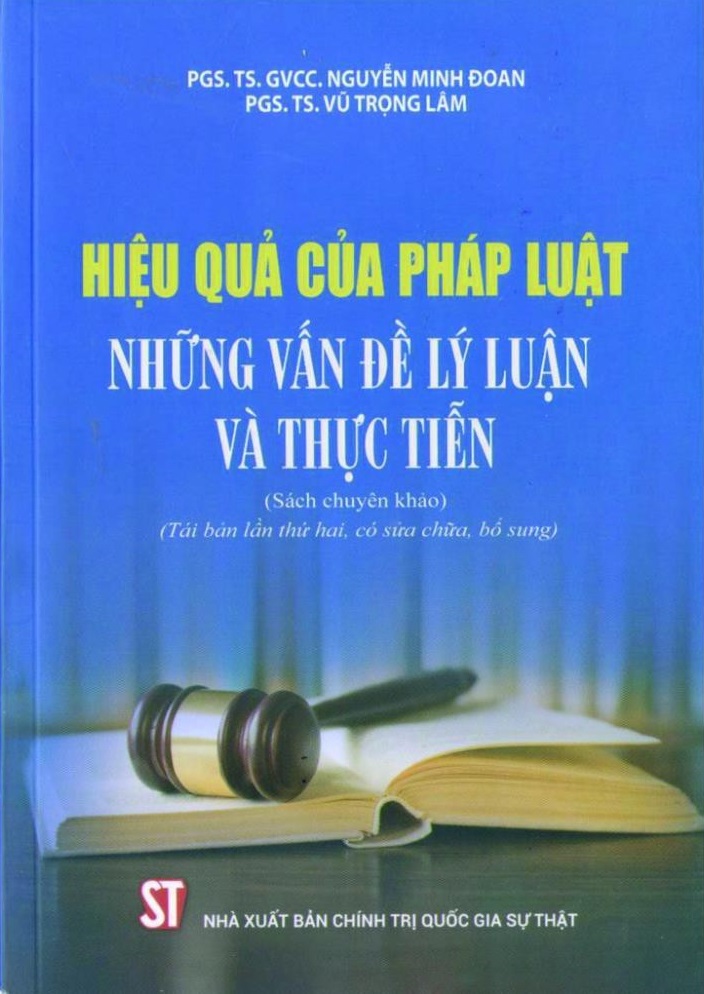 PGS. TS. GVCC. NGUYỄN MINH ĐOAN
PGS. TS. VŨ TRỌNG LÂM
HIỆU QUẢ CỦA PHÁP LUẬT
NHỮNG VẤN ĐỀ LÝ LUẬN
VÀ THỰC TIỄN
(Sách chuyên khảo)
(Tái bản lần thứ hai, có sửa chữa, bổ sung)
ST
NHÀ XUẤT BẢN CHÍNH TRỊ QUỐC GIA SỰ THẬT